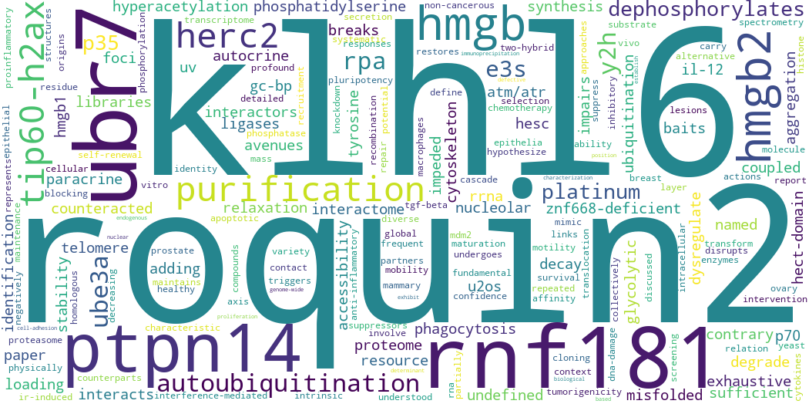 hyperacetylation phosphatidylserine non-cancerous synthesis dephosphorylates
transcriptome secretion
klhl6 hmgb
roquin2
ubr7
tip60-h2ax
herc2
hmgb2
ptpn14
rnf181
purification
autoubiquitination
proinflammatory
structures
origins
residue
phosphorylation
p35
foci
uv
libraries
hmgb1
self-renewal
cellular
paracrine
blocking
vitro
counteracted
identification
negatively
represents
epithelial
maintenance
systematic
responses
breaks
autocrine
rpa
profound
pluripotency
gc-bp
detailed
interactors
ligases
phosphatase
avenues
mass
identity
recruitment
knockdown
tyrosine
recombination
repair
potential
macrophages
restores
immunoprecipitation
two-hybrid
e3s
atm/atr
define
selection
chemotherapy
hesc
epithelia
hypothesize
impeded
cytoskeleton
cascade
rrna
substrate
approaches
y2h
vivo
alternative
carry
spectrometry
il-12
impairs
inhibitory
suppress
ability
ubiquitination
baits
lesions
aggregation
histone
molecule
breast
coupled
layer
actions
report
platinum
relaxation
interactome
tgf-beta
nucleolar
znf668-deficient
named
hect-domain
endogenous
apoptotic
diverse
telomere
nuclear
prostate
adding
maintains
healthy
variety
contact
triggers
genome-wide
compounds
axis
accessibility
anti-inflammatory
global
frequent
partners
mobility
mammary
exhibit
mdm2
maturation
undergoes
fundamental
u2os
confidence
mimic
links
motility
decay
survival
repeated
affinity
translocation
collectively
glycolytic
discussed
intracellular
dysregulate
transform
disrupts
enzymes
ovary
intervention
stability
homologous
ube3a
decreasing
cell-adhesion
proteasome
characteristic
proliferation
suppressors
involve
phagocytosis
proteome
resource
paper
physically
loading
ir-induced
counterparts
interacts
interference-mediated
intrinsic
understood
rna
partially
undefined
cloning
context
biological
tumorigenicity
dna-damage
screening
misfolded
contrary
p70
relation
yeast
degrade
exhaustive
sufficient
cytokines